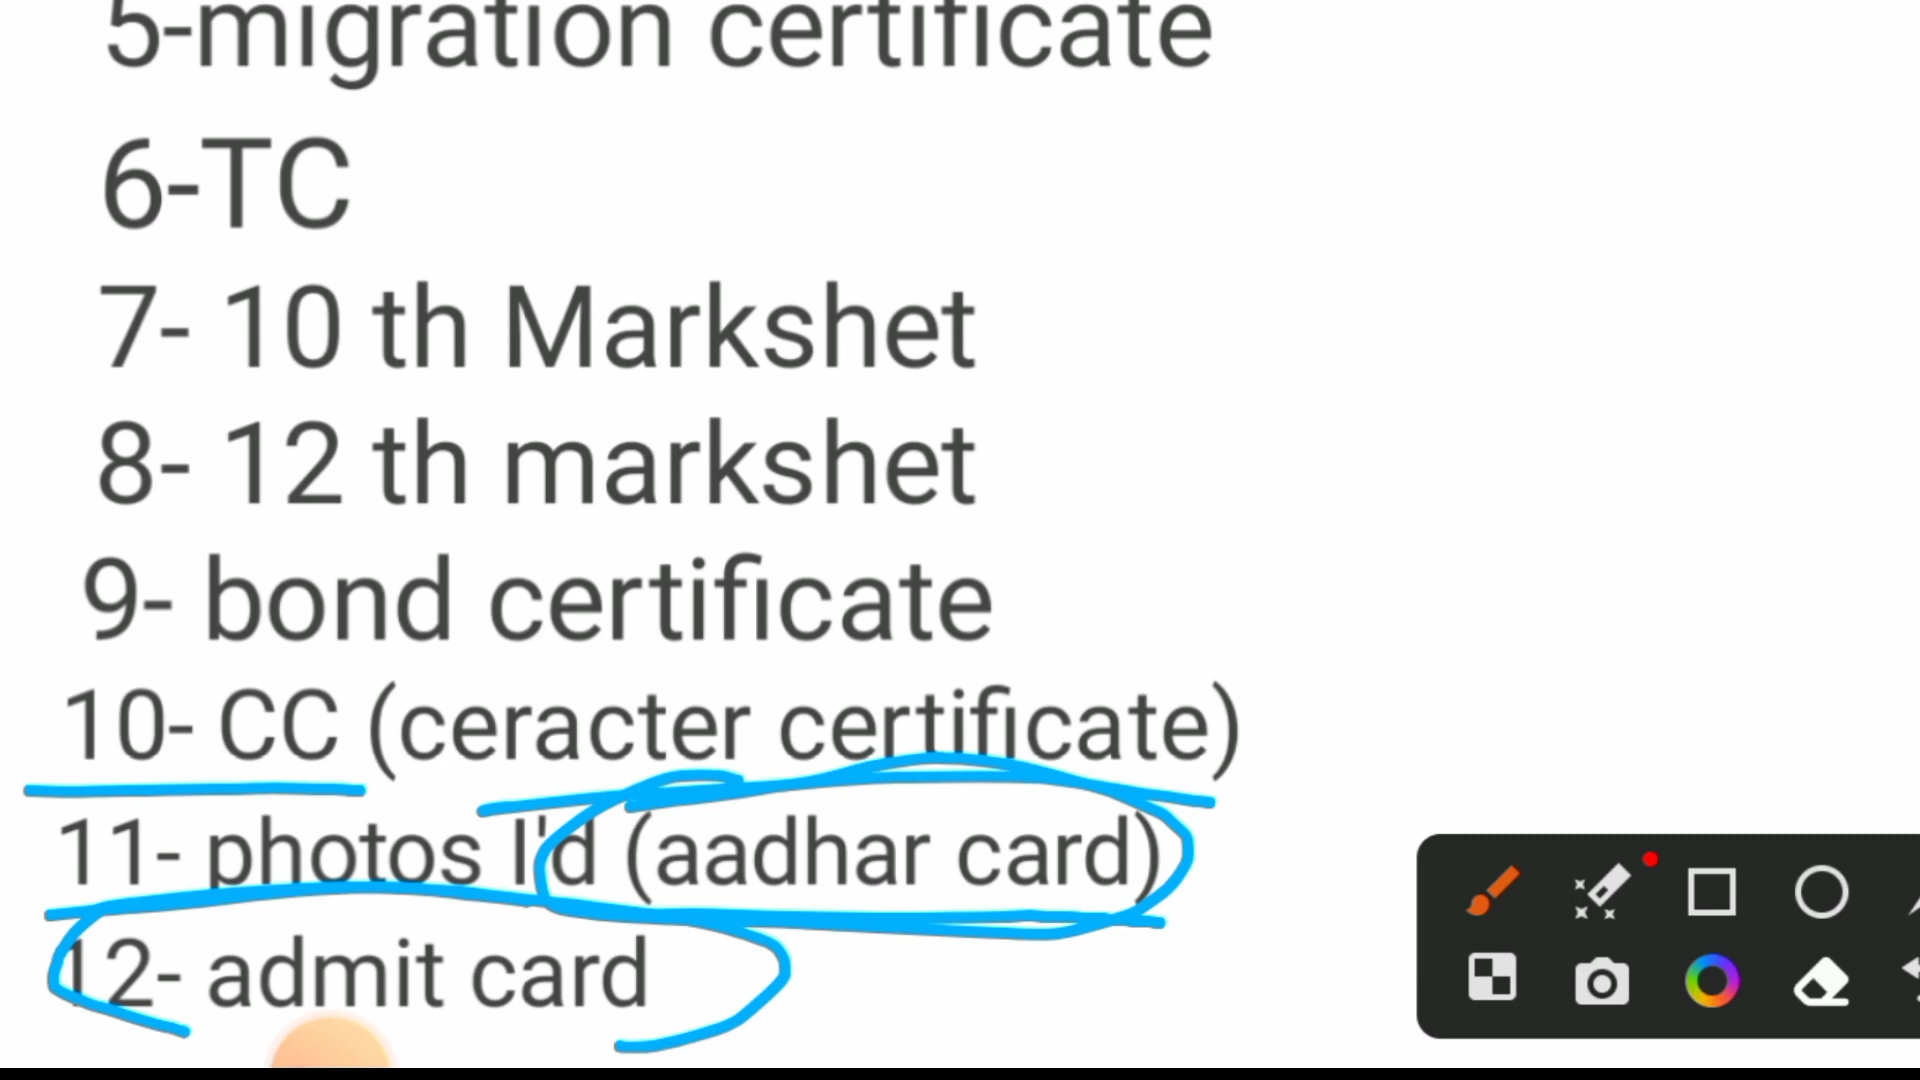 5-migration certificate
6-TC
7- 10 th Markshet
8- 12 th markshet
9- bond certificate
10- CC (ceracter certificate)
11- photos I'd (aadhar card)
12- admit card